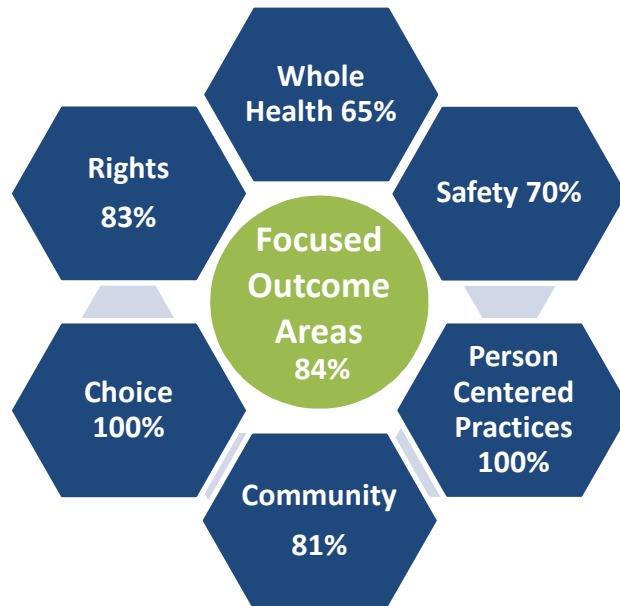 Whole
Health 65%
Rights
83%
Safety 70%
Focused
Outcome
Areas
84%
Choice
100%
Person
Centered
Practices
100%
Community
81%